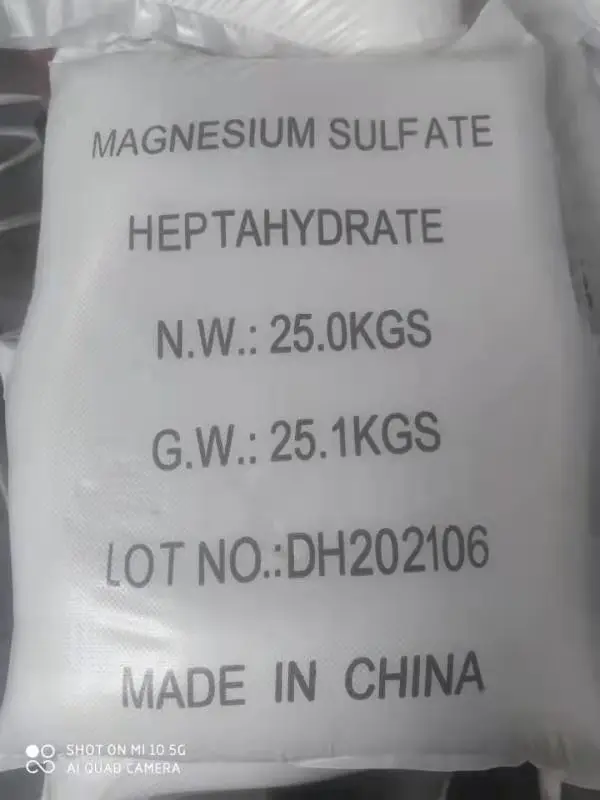 MAGNESIUM SULFATE
HEPTAHYDRATE
N.W.: 25.0KGS
G.W.: 25.1KGS
LOT NO.:DH202106
MADE IN CHINA
SHOT ON MI 10 5G
AI QUAD CAMERA